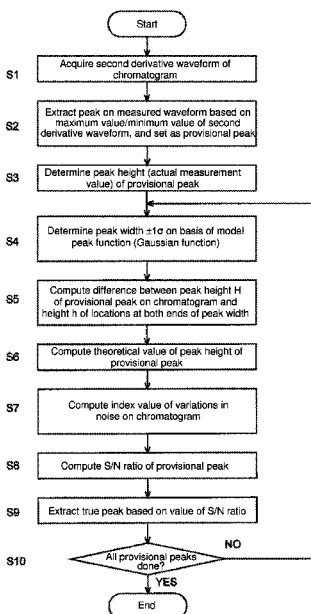 Start
S1
Acquire second derivative waveform of
chromatogram
S2
Extract peak on measured waveform based on
maximum value/minimum value of second
derivative waveform, and set as provisional peak
S3
Determine peak height (actual measurement
value) of provisional peak
S4
Determine peak width ±1σ on basis of model
peak function (Gaussian function)
S5
Compute difference between peak height H
of provisional peak on chromatogram and
height h of locations at both ends of peak width
S6
Compute theoretical value of peak height of
provisional peak
S7
Compute index value of variations in
noise on chromatogram
S8
Compute S/N ratio of provisional peak
S9
Extract true peak based on value of S/N ratio
S10
All provisional peaks
done?
NO
YES
End